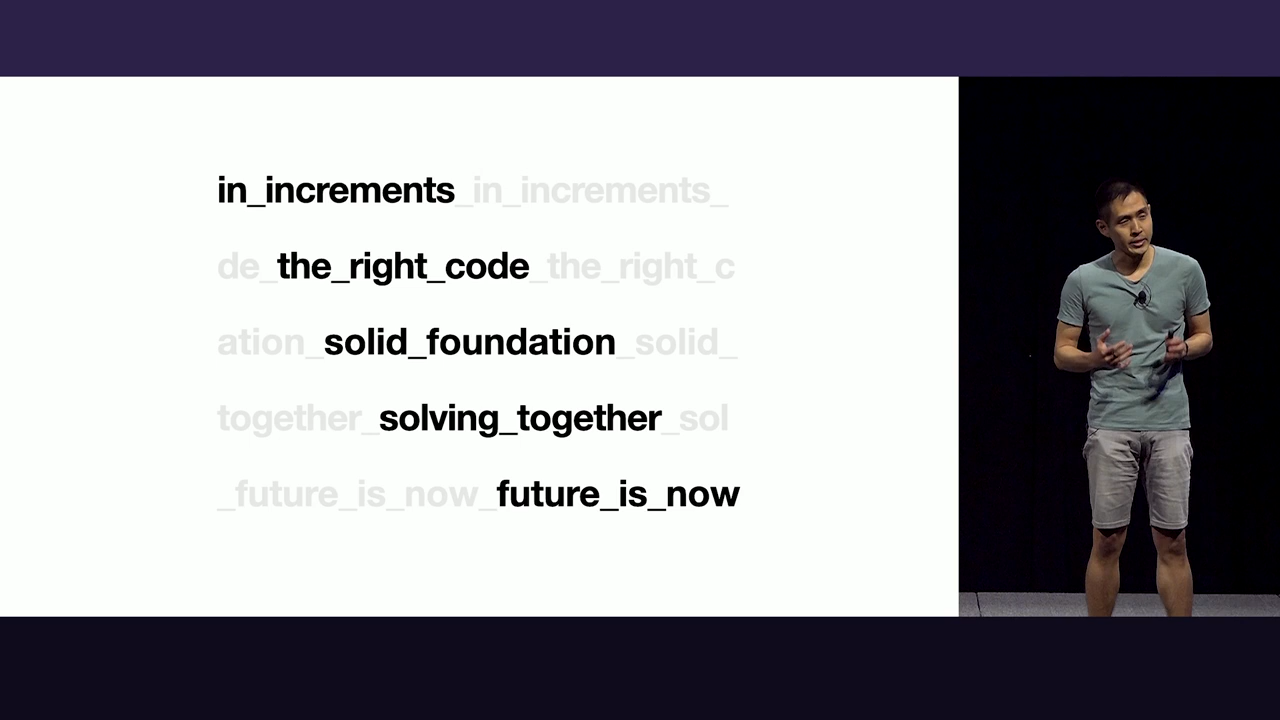 in_increments_in_increments_
de_the_right_code_the_right_c
ation_solid_foundation_solid_
together_solving_together_sol
_future_is_now_future_is_now